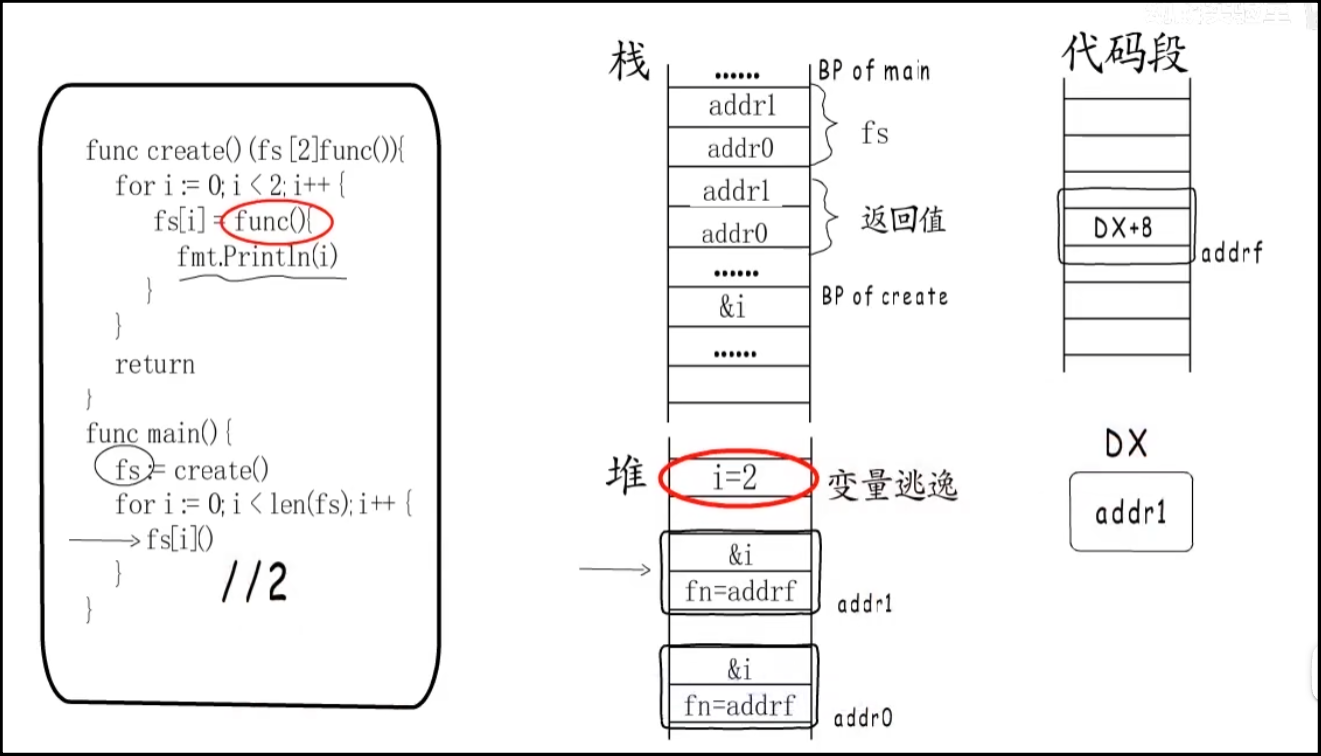 func create()(fs [2]func()){
for i := 0; i < 2; i++ {
fs[i] = func(){
fmt.Println(i)
}
}
return
}
func main(){
fs := create()
for i := 0; i < len(fs); i++ {
fs[i]()
}
}
//2
栈
......
BP of main
addr1
addr0
fs
addr1
addr0
返回值
......
&i
BP of create
......
堆
i=2
变量逃逸
&i
fn=addrf
addr1
&i
fn=addrf
addr0
代码段
DX+8
addrf
DX
addr1